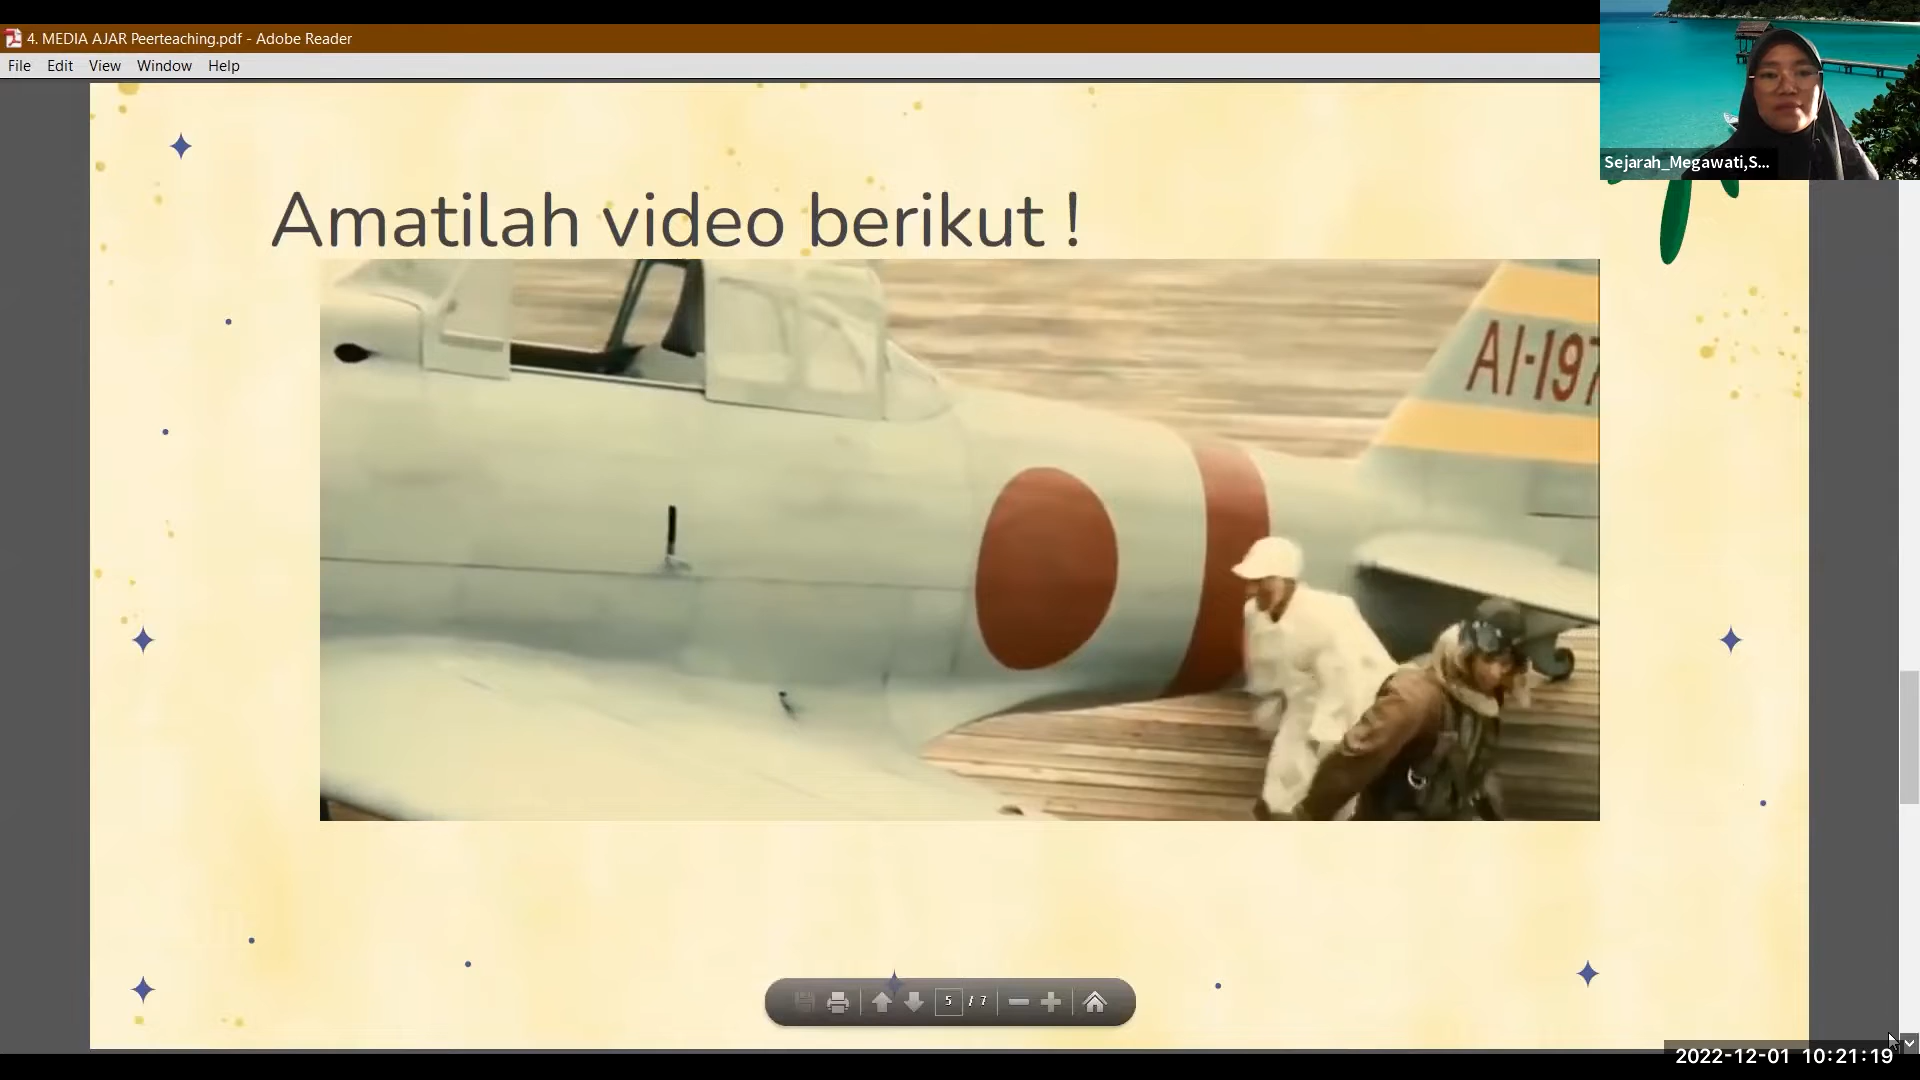 4. MEDIA AJAR Peerteaching.pdf - Adobe Reader
File Edit View Window Help
Sejarah_Megawati,S...
Amatilah video berikut !
AI-197
5 / 7
2022-12-01 10:21:19